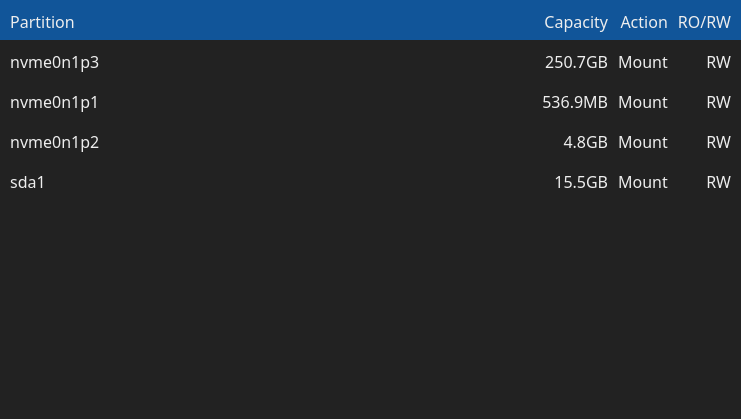 Partition Capacity Action RO/RW
nvme0n1p3 250.7GB Mount RW
nvme0n1p1 536.9MB Mount RW
nvme0n1p2 4.8GB Mount RW
sda1 15.5GB Mount RW